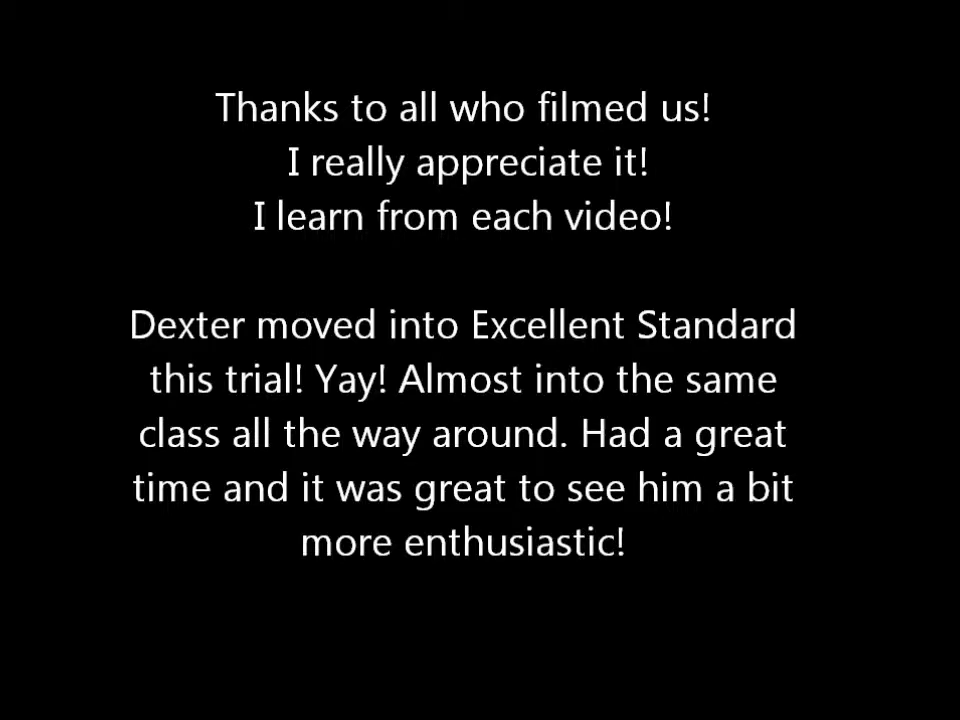 Thanks to all who filmed us!
I really appreciate it!
I learn from each video!
Dexter moved into Excellent Standard
this trial! Yay! Almost into the same
class all the way around. Had a great
time and it was great to see him a bit
more enthusiastic!